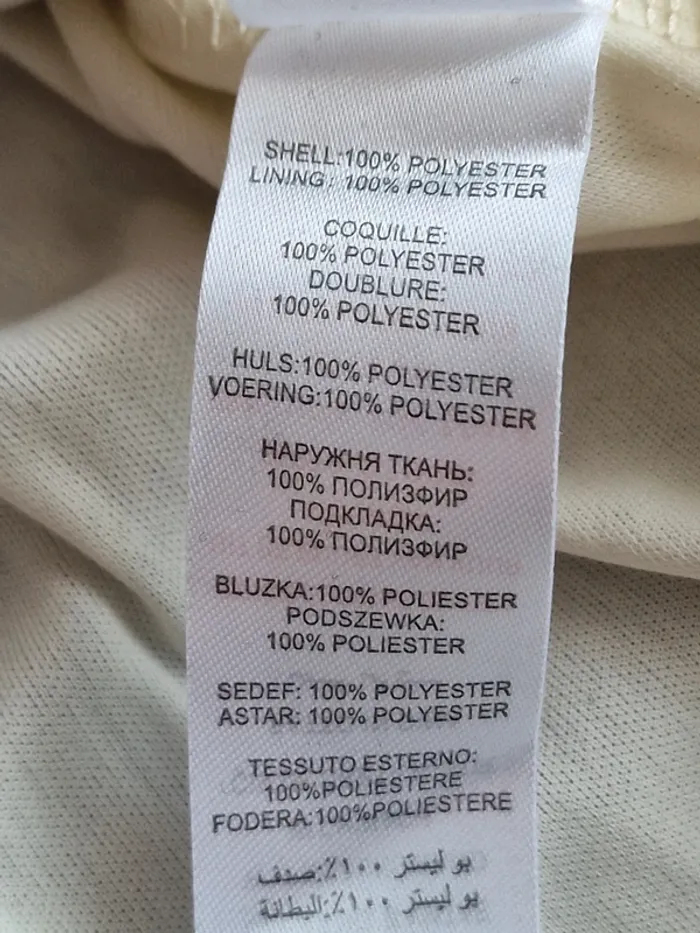 SHELL:100% POLYESTER
LINING: 100% POLYESTER
COQUILLE:
100% POLYESTER
DOUBLURE:
100% POLYESTER
HULS:100% POLYESTER
VOERING:100% POLYESTER
НАРУЖНЯ ТКАНЬ:
100% ПОЛИЗФИР
ПОДКЛАДКА:
100% ПОЛИЗФИР
BLUZKA:100% POLIESTER
PODSZEWKA:
100% POLIESTER
SEDEF: 100% POLYESTER
ASTAR: 100% POLYESTER
TESSUTO ESTERNO:
100%POLIESTERE
FODERA:100%POLIESTERE
بو ليستر ١٠٠٪:صدف
بو ليستر ١٠٠٪:البطانة